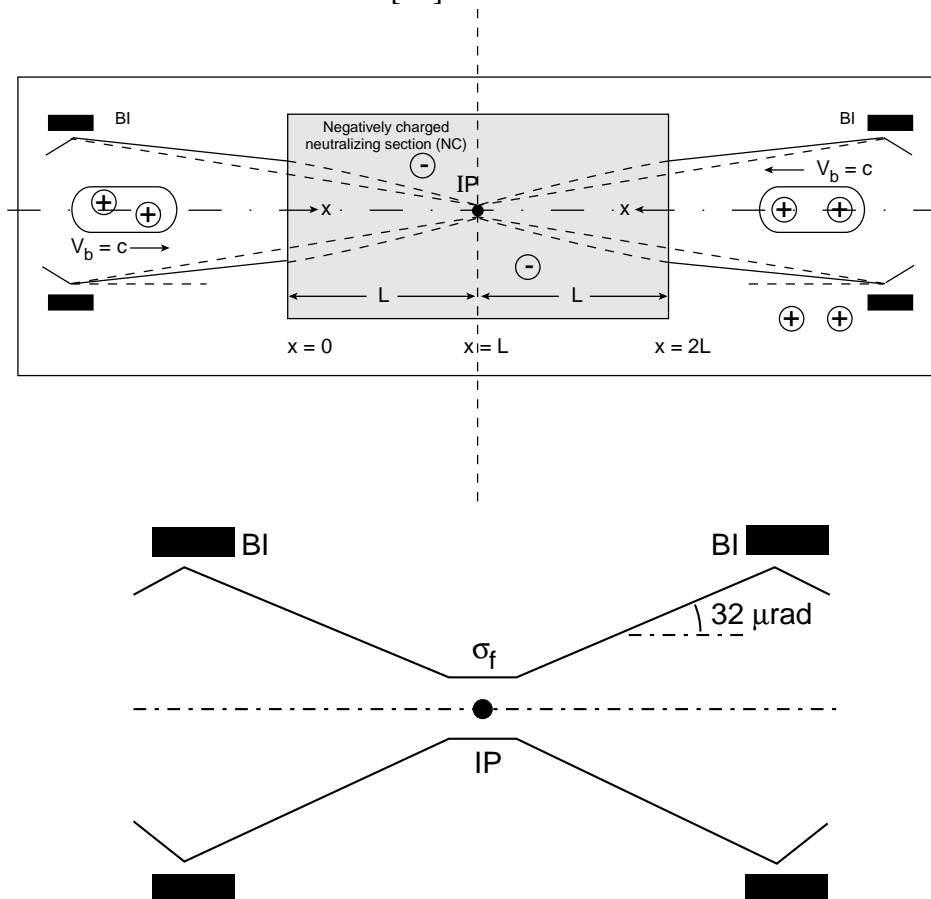 [  ]
BI
BI
Negatively charged
neutralizing section (NC)
-
IP
V_b = c
x
x
+ +
+ +
V_b = c
L
L
+ +
x = 0
x = L
x = 2L
BI
BI
32 μrad
σ_f
IP